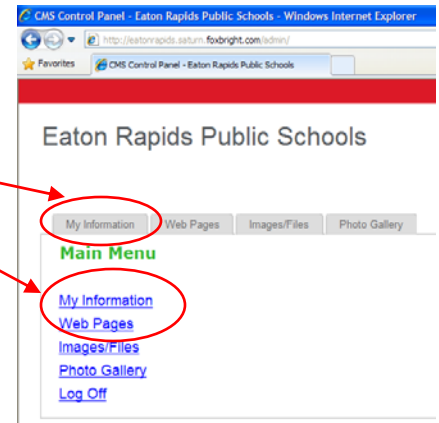 CMS Control Panel - Eaton Rapids Public Schools - Windows Internet Explorer
http://eatonrapids.saturn.foxbright.com/admin/
Favorites CMS Control Panel - Eaton Rapids Public Schools
Eaton Rapids Public Schools
My Information Web Pages Images/Files Photo Gallery
Main Menu
My Information
Web Pages
Images/Files
Photo Gallery
Log Off